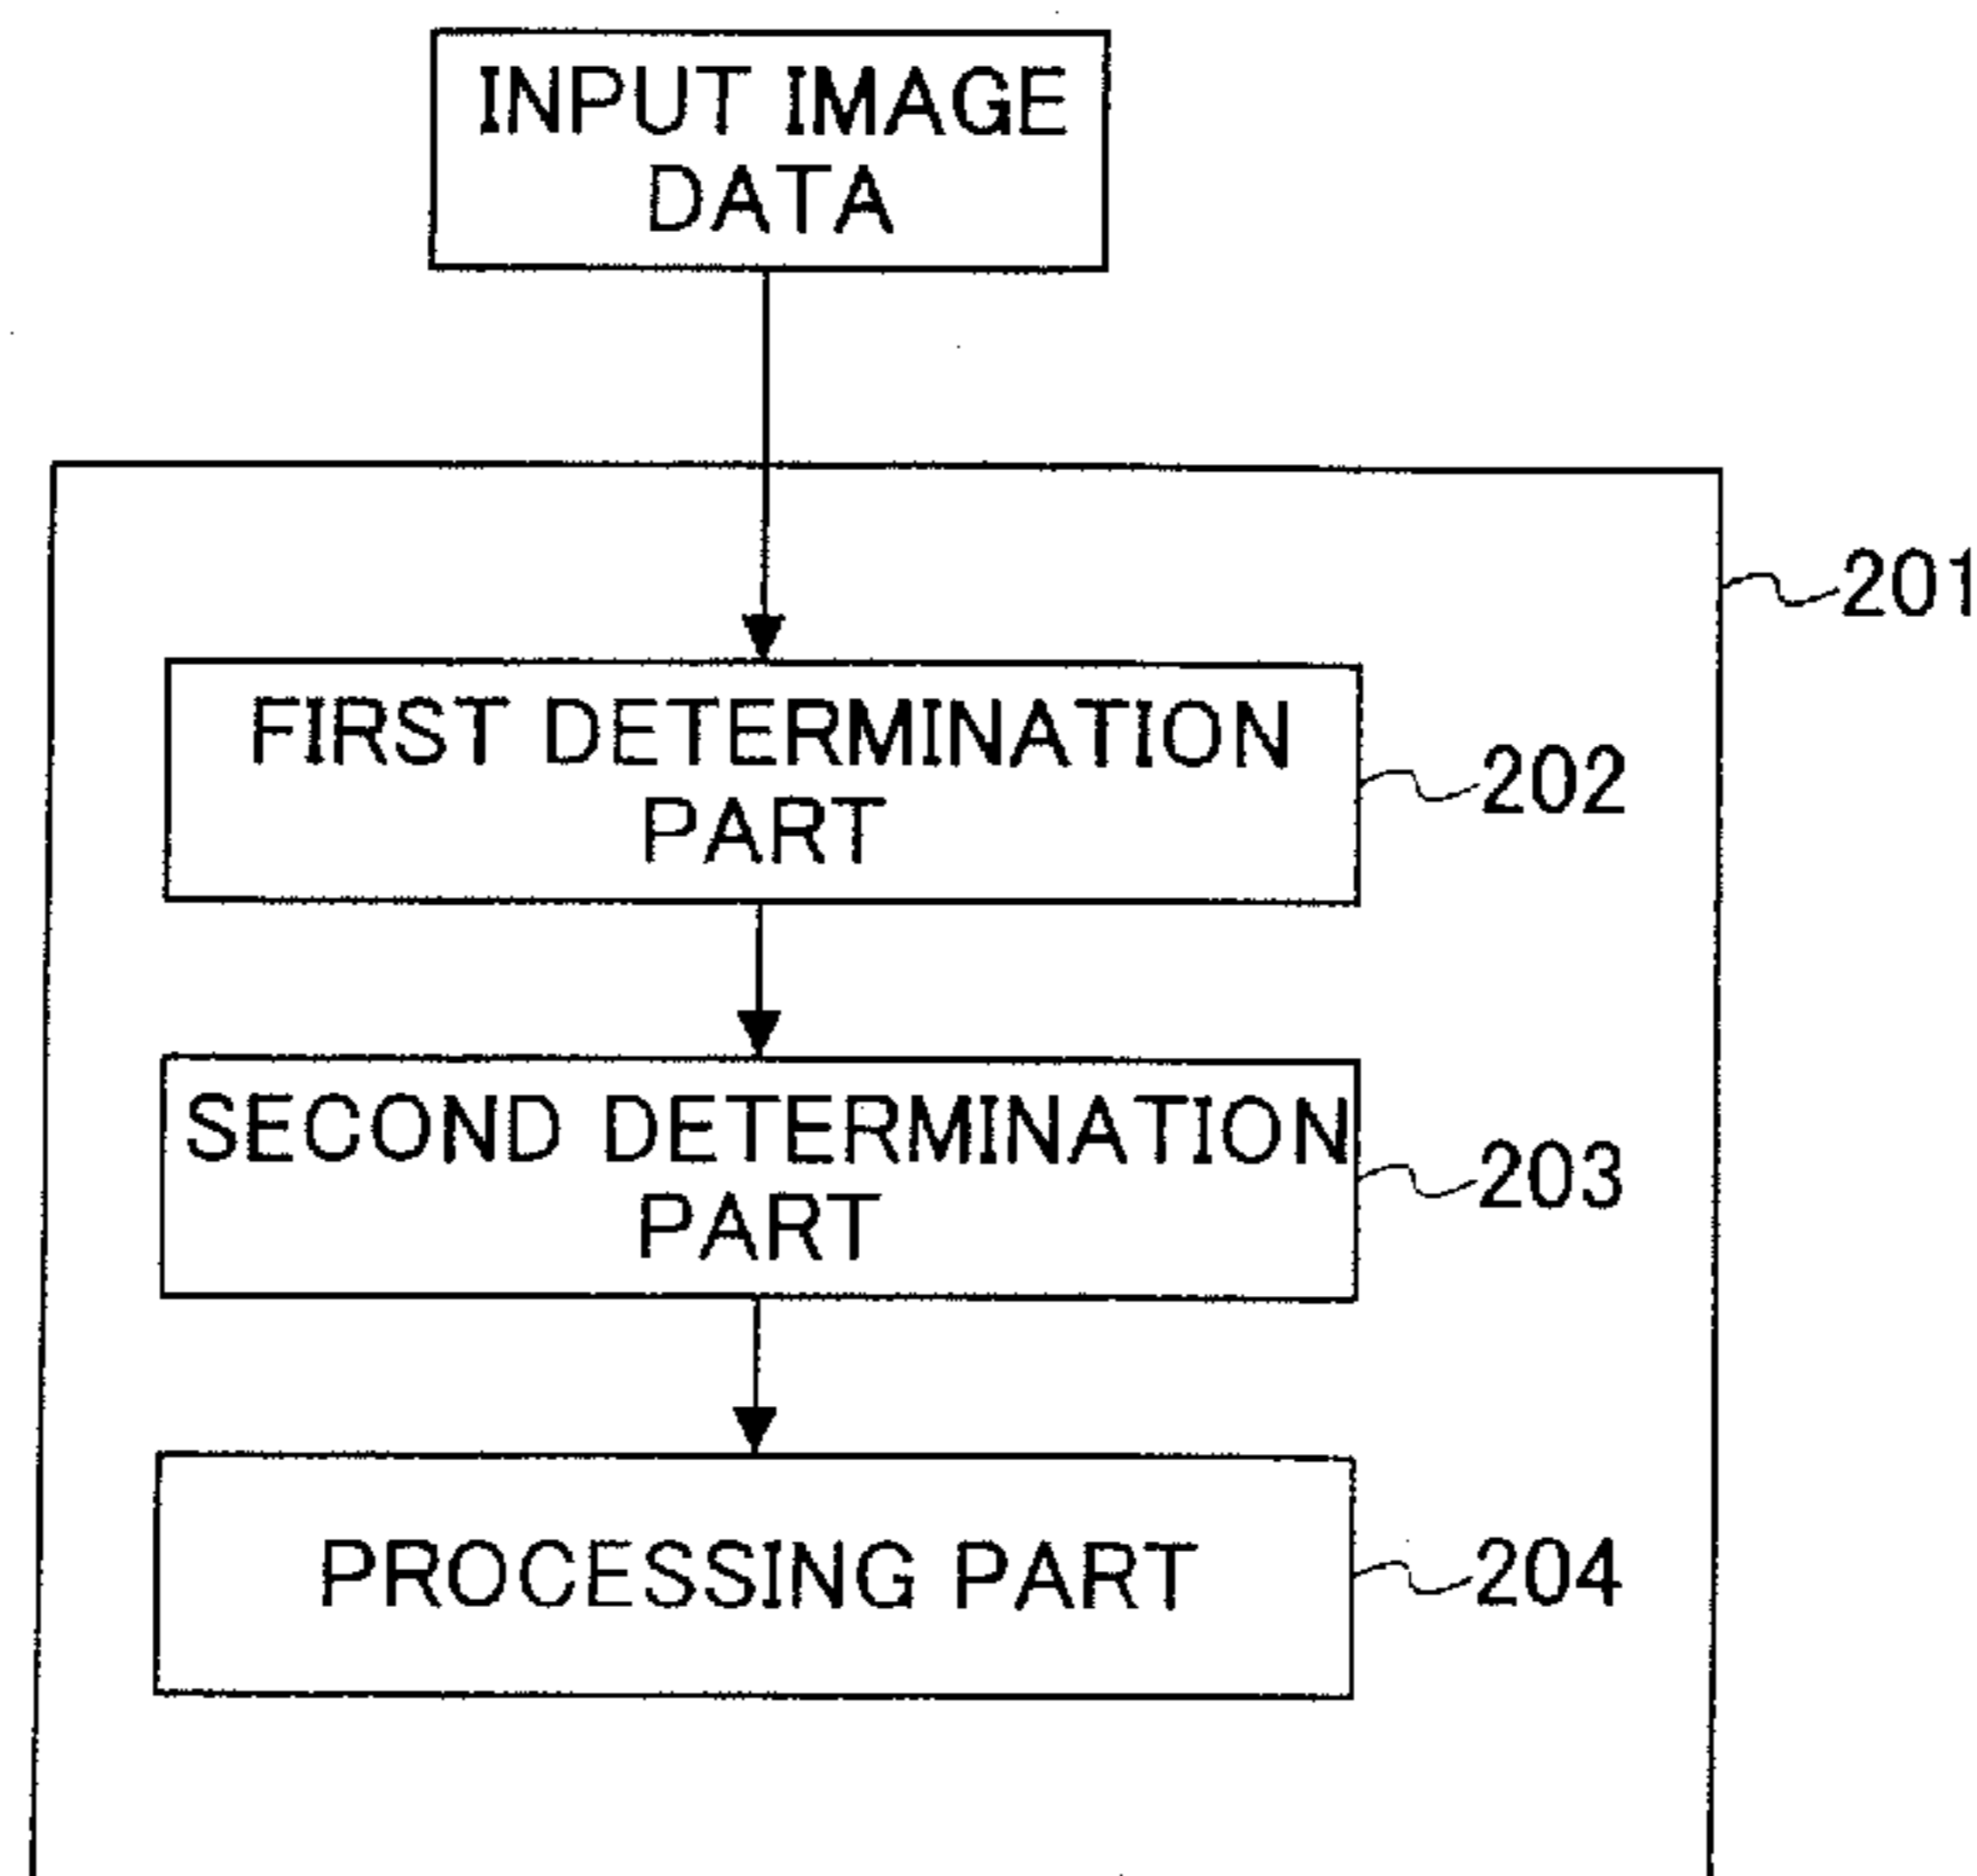 INPUT IMAGE
DATA
201
FIRST DETERMINATION
PART
202
SECOND DETERMINATION
PART
203
PROCESSING PART
204